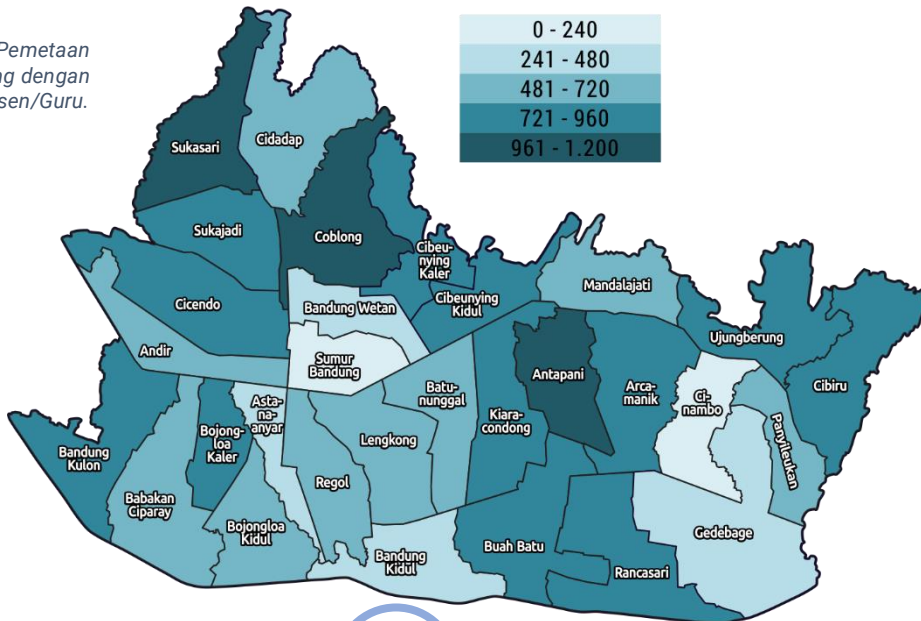 Pemetaan
g dengan
sen/Guru.
0 - 240
241 - 480
481 - 720
721 - 960
961 - 1.200
Sukasari
Cidadap
Sukajadi
Coblong
Cibeu-
nying
Kaler
Cibeunying
Kidul
Mandalajati
Cicendo
Bandung Wetan
Ujungberung
Andir
Sumur
Bandung
Antapani
Arca-
manik
Ci-
nambo
Cibiru
Asta-
na-
anyar
Batu-
nunggal
Kiara-
condong
Panyileukan
Bandung
Kulon
Bojong-
loa
Kaler
Lengkong
Babakan
Ciparay
Regol
Bojongloa
Kidul
Bandung
Kidul
Buah Batu
Rancasari
Gedebage